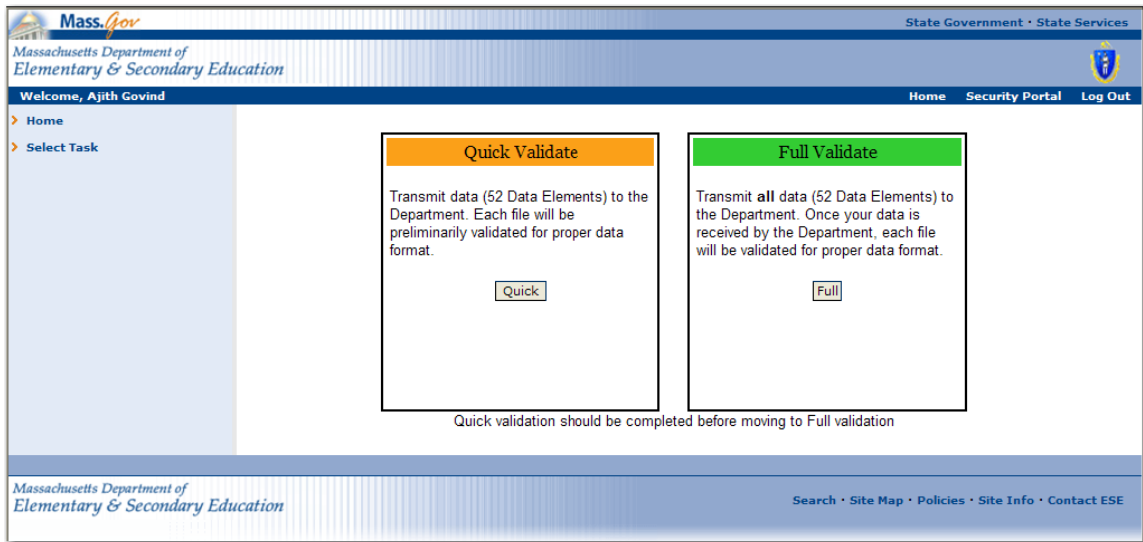 Mass.Gov
State Government · State Services
Massachusetts Department of
Elementary & Secondary Education
Welcome, Ajith Govind
Home Security Portal Log Out
Home
Select Task
Quick Validate
Transmit data (52 Data Elements) to the
Department. Each file will be
preliminarily validated for proper data
format.
Quick
Full Validate
Transmit all data (52 Data Elements) to
the Department. Once your data is
received by the Department, each file
will be validated for proper data format.
Full
Quick validation should be completed before moving to Full validation
Massachusetts Department of
Elementary & Secondary Education
Search · Site Map · Policies · Site Info · Contact ESE